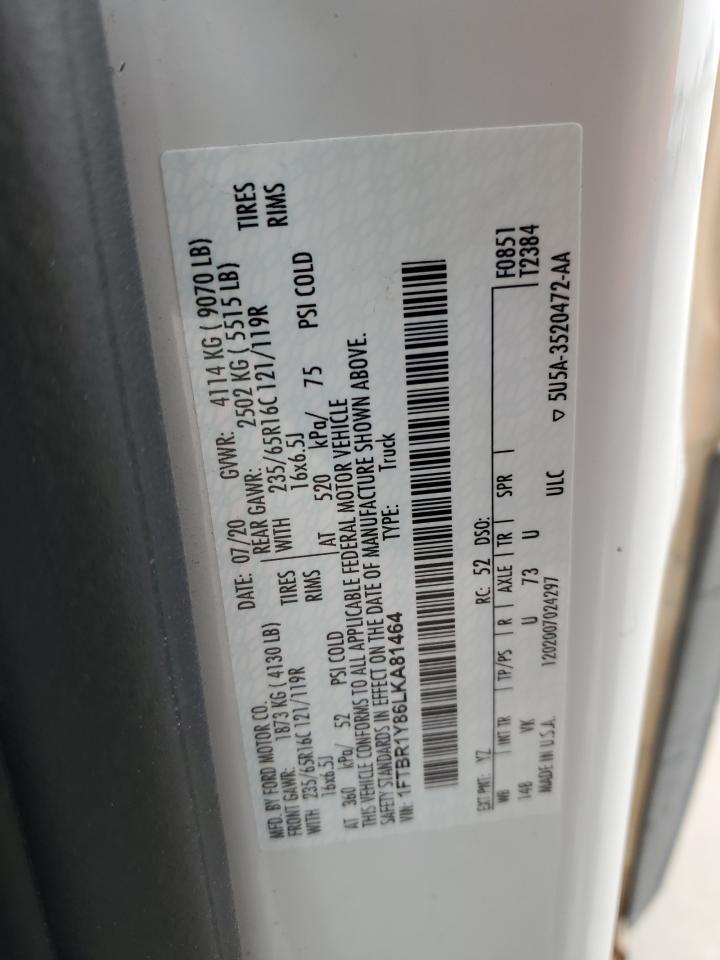 MFD. BY FORD MOTOR CO.
DATE: 07/20 GVWR: 4114 KG ( 9070 LB)
FRONT GAWR: 1873 KG ( 4130 LB) REAR GAWR: 2502 KG ( 5515 LB)
WITH 235/65R16C 121/119R TIRES WITH 235/65R16C 121/119R TIRES
16x6.5J RIMS 16x6.5J RIMS
AT 360 kPa/ 52 PSI COLD AT 520 kPa/ 75 PSI COLD
THIS VEHICLE CONFORMS TO ALL APPLICABLE FEDERAL MOTOR VEHICLE
SAFETY STANDARDS IN EFFECT ON THE DATE OF MANUFACTURE SHOWN ABOVE.
VIN: 1FTBR1Y86LKA81464 TYPE: Truck
EXT PNT: YZ RC: 52 DSO:
WB INT TR TP/PS R AXLE TR SPR F0851
148 VK U 73 U T2384
MADE IN U.S.A. 1202007024297 ULC ▽ 5U5A-3520472-AA